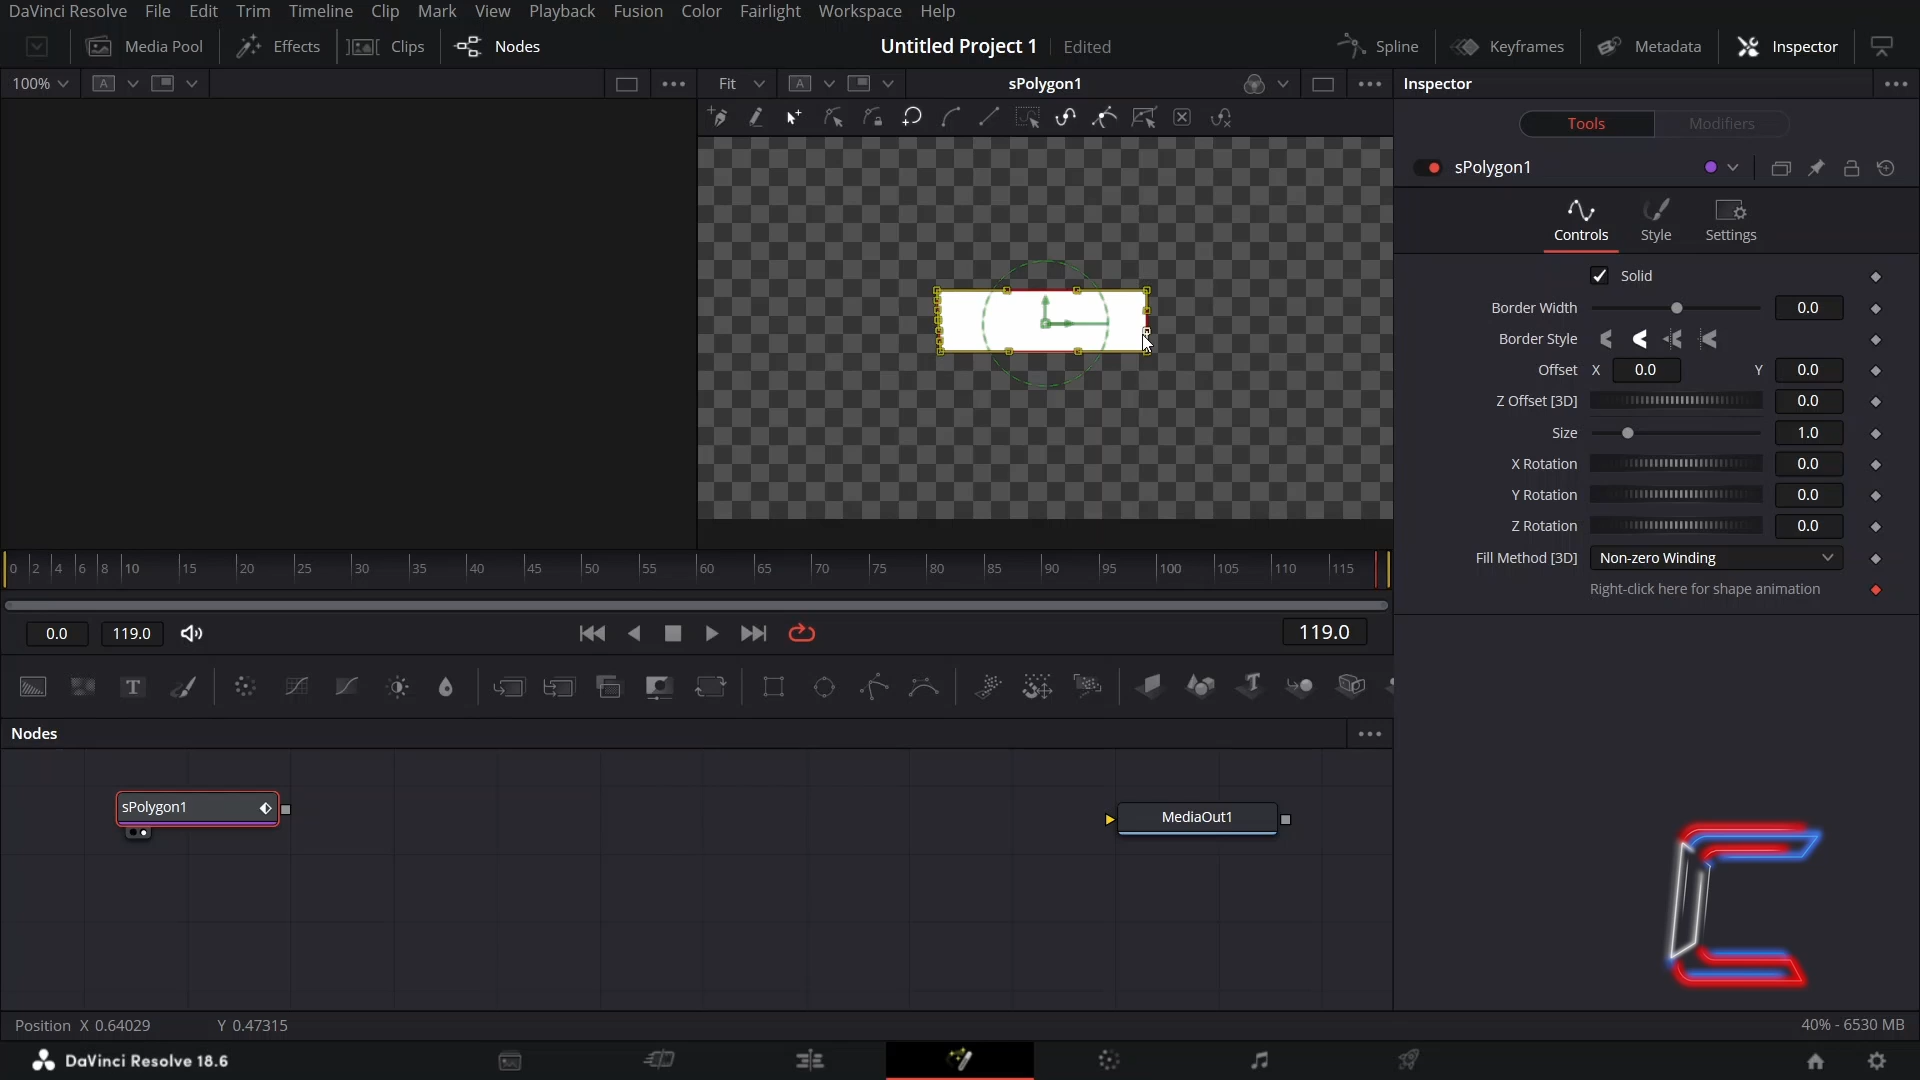 DaVinci Resolve File Edit Trim Timeline Clip Mark View Playback Fusion Color Fairlight Workspace Help
Media Pool Effects Clips Nodes Untitled Project 1 Edited Spline Keyframes Metadata Inspector
100% A Fit A sPolygon1 Inspector
Tools Modifiers
sPolygon1
Controls Style Settings
Solid
Border Width 0.0
Border Style
Offset X 0.0 Y 0.0
Z Offset [3D] 0.0
Size 1.0
X Rotation 0.0
Y Rotation 0.0
Z Rotation 0.0
Fill Method [3D] Non-zero Winding
Right-click here for shape animation
0 2 4 6 8 10 15 20 25 30 35 40 45 50 55 60 65 70 75 80 85 90 95 100 105 110 115
0.0 119.0 119.0
T T
Nodes
sPolygon1
MediaOut1
Position X 0.64029 Y 0.47315 40% - 6530 MB
DaVinci Resolve 18.6